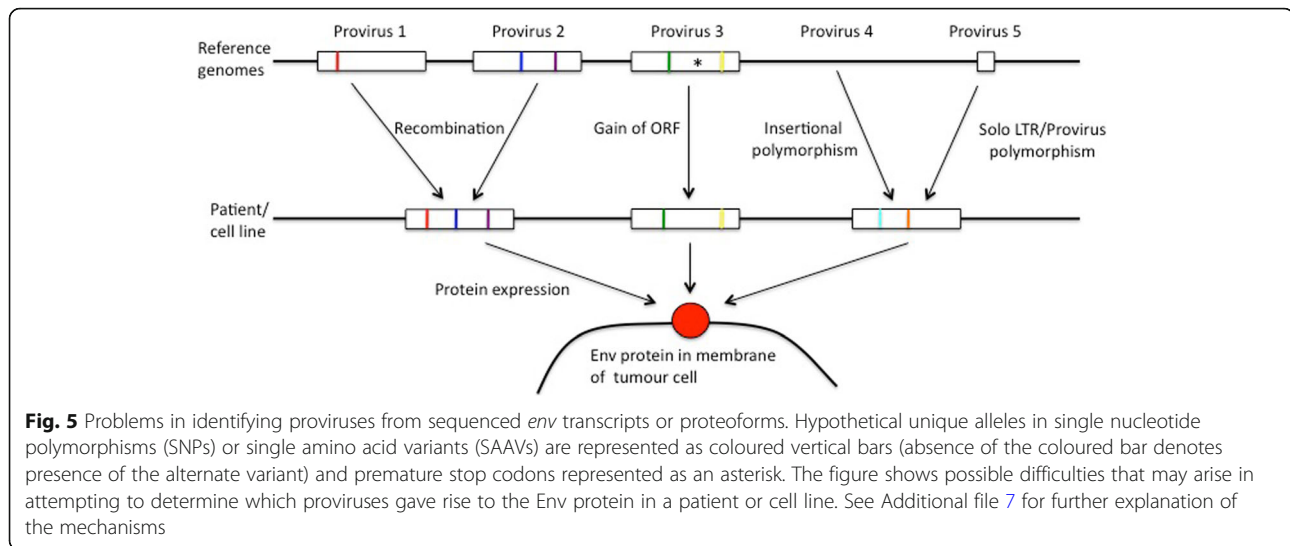 Provirus 1 Provirus 2 Provirus 3 Provirus 4 Provirus 5
Reference
genomes
*
Recombination
Gain of ORF
Insertional
polymorphism
Solo LTR/Provirus
polymorphism
Patient/
cell line
Protein expression
Env protein in membrane
of tumour cell
Fig. 5 Problems in identifying proviruses from sequenced env transcripts or proteoforms. Hypothetical unique alleles in single nucleotide
polymorphisms (SNPs) or single amino acid variants (SAAVs) are represented as coloured vertical bars (absence of the coloured bar denotes
presence of the alternate variant) and premature stop codons represented as an asterisk. The figure shows possible difficulties that may arise in
attempting to determine which proviruses gave rise to the Env protein in a patient or cell line. See Additional file 7 for further explanation of
the mechanisms